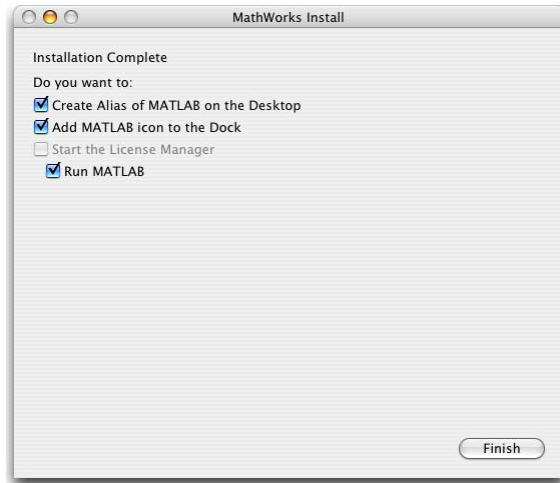 MathWorks Install
Installation Complete
Do you want to:
Create Alias of MATLAB on the Desktop
Add MATLAB icon to the Dock
Start the License Manager
Run MATLAB
Finish